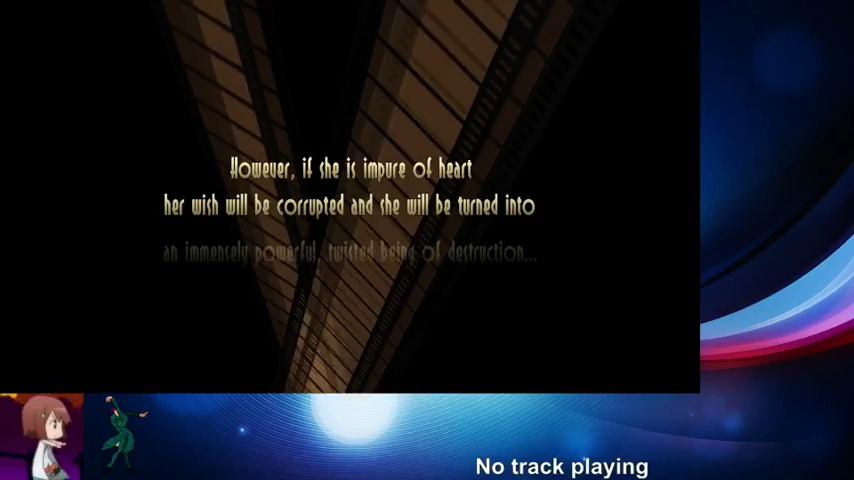 However, if she is impure of heart
her wish will be corrupted and she will be turned into
an immensely powerful, twisted being of destruction...
No track playing